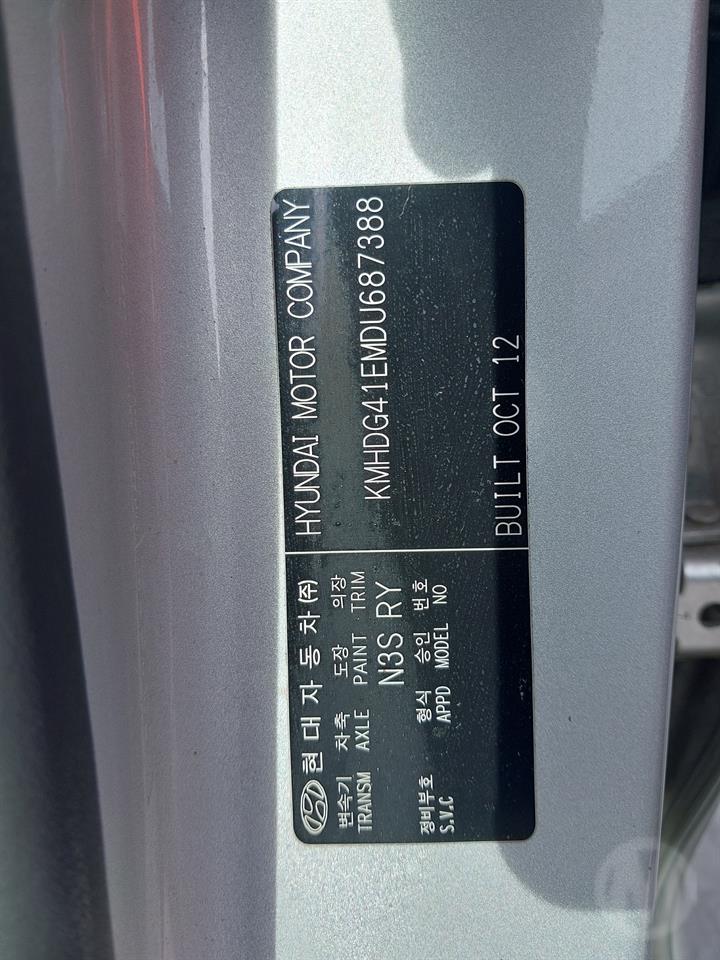 현대자동차(주)
변속기 차축 도장 의장
TRANSM AXLE PAINT TRIM
N3S RY
정비부호 형식 승인 번호
S.V.C APPD MODEL NO
HYUNDAI MOTOR COMPANY
KMHDG41EMDU687388
BUILT OCT 12